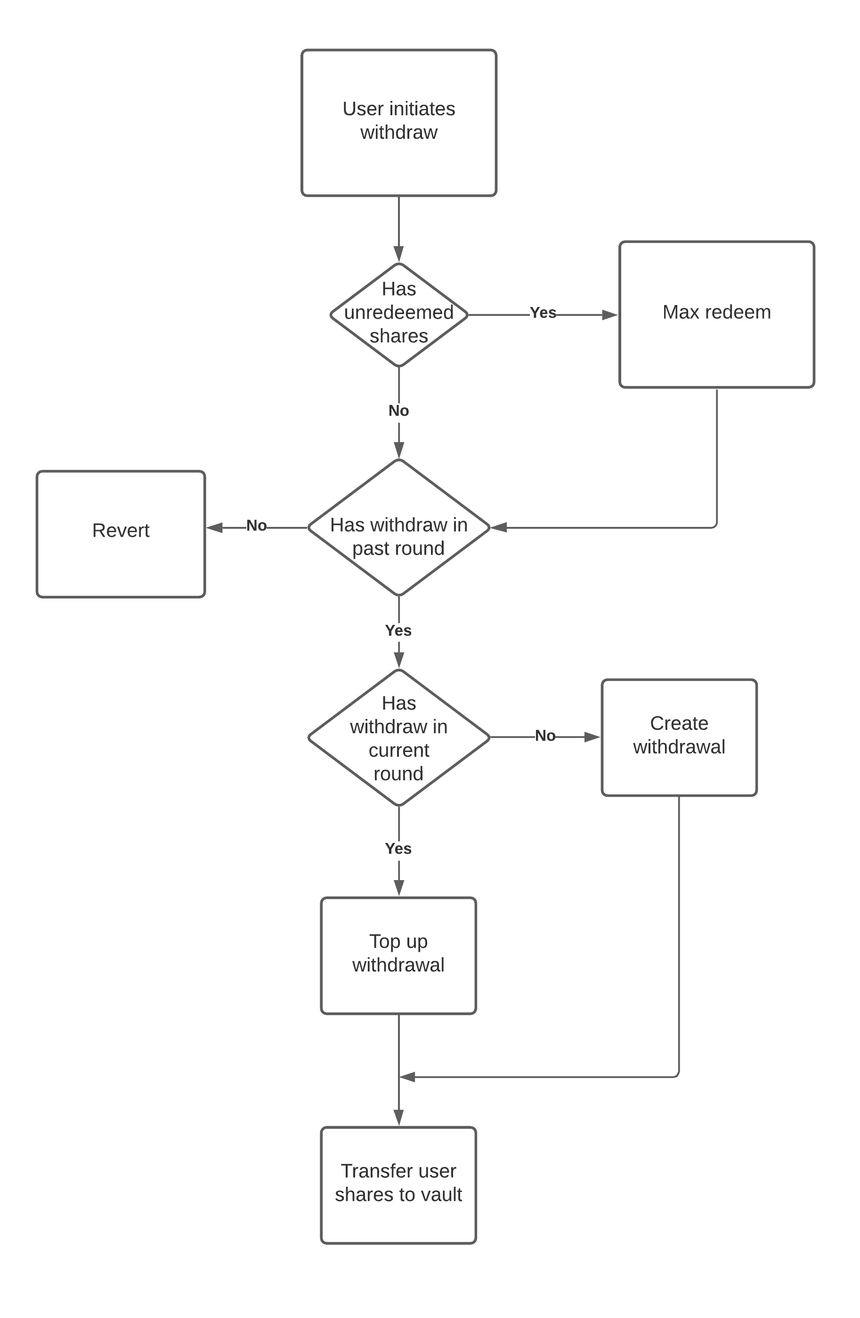 User initiates
withdraw
Has
unredeemed
shares
Yes
Max redeem
No
Revert
No
Has withdraw in
past round
Yes
Has
withdraw in
current
round
No
Create
withdrawal
Yes
Top up
withdrawal
Transfer user
shares to vault